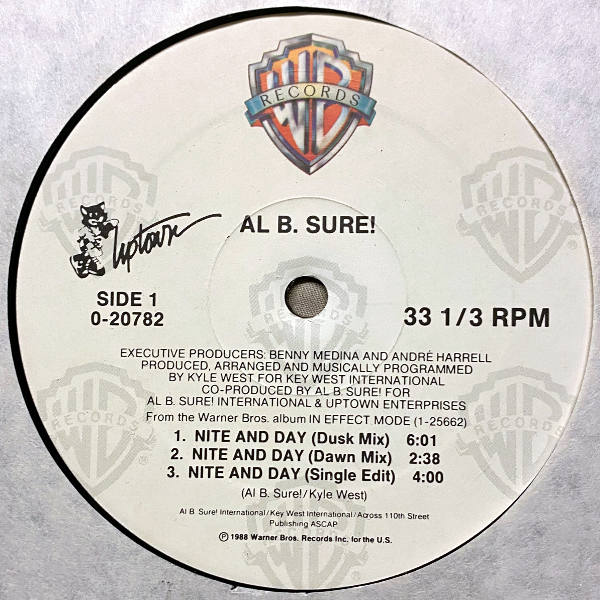 RECORDS
Uptown
AL B. SURE!
SIDE 1
0-20782
33 1/3 RPM
EXECUTIVE PRODUCERS: BENNY MEDINA AND ANDRÉ HARRELL
PRODUCED, ARRANGED AND MUSICALLY PROGRAMMED
BY KYLE WEST FOR KEY WEST INTERNATIONAL
CO-PRODUCED BY AL B. SURE! FOR
AL B. SURE! INTERNATIONAL & UPTOWN ENTERPRISES
From the Warner Bros. album IN EFFECT MODE (1-25662)
1. NITE AND DAY (Dusk Mix) 6:01
2. NITE AND DAY (Dawn Mix) 2:38
3. NITE AND DAY (Single Edit) 4:00
(Al B. Sure!/Kyle West)
Al B. Sure! International/Key West International/Across 110th Street
Publishing ASCAP
℗ 1988 Warner Bros. Records Inc. for the U.S.